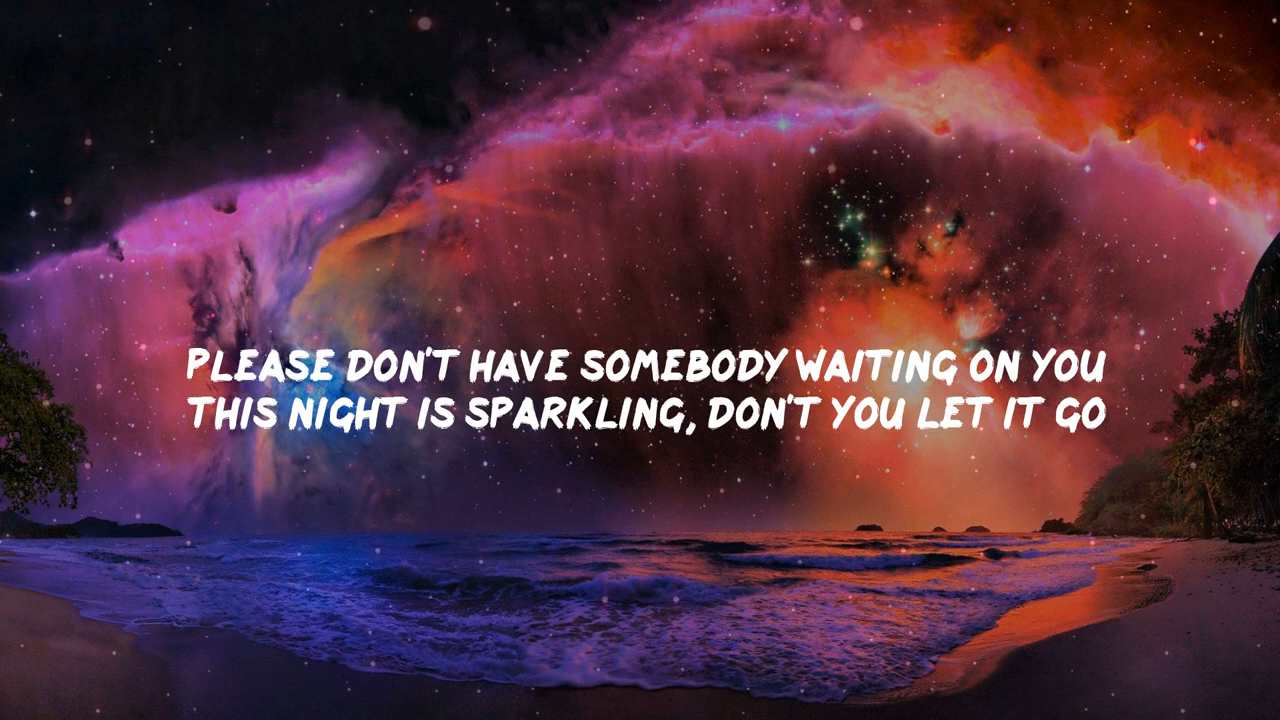 PLEASE DON'T HAVE SOMEBODY WAITING ON YOU
THIS NIGHT IS SPARKLING, DON'T YOU LET IT GO